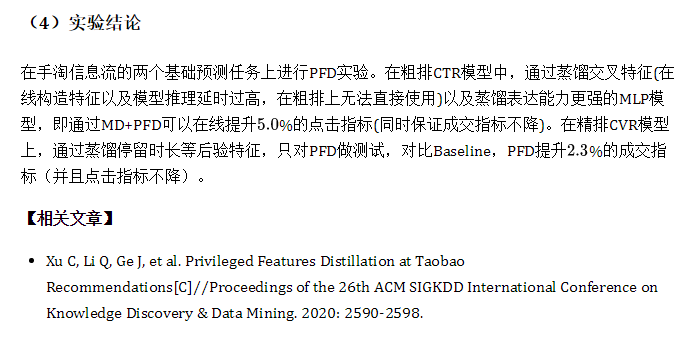 （4）实验结论
在手淘信息流的两个基础预测任务上进行PFD实验。在粗排CTR模型中，通过蒸馏交叉特征(在
线构造特征以及模型推理延时过高，在粗排上无法直接使用)以及蒸馏表达能力更强的MLP模
型，即通过MD+PFD可以在线提升5.0%的点击指标(同时保证成交指标不降)。在精排CVR模型
上，通过蒸馏停留时长等后验特征，只对PFD做测试，对比Baseline，PFD提升2.3%的成交指
标（并且点击指标不降）。
【相关文章】
• Xu C, Li Q, Ge J, et al. Privileged Features Distillation at Taobao
Recommendations[C]//Proceedings of the 26th ACM SIGKDD International Conference on
Knowledge Discovery & Data Mining. 2020: 2590-2598.